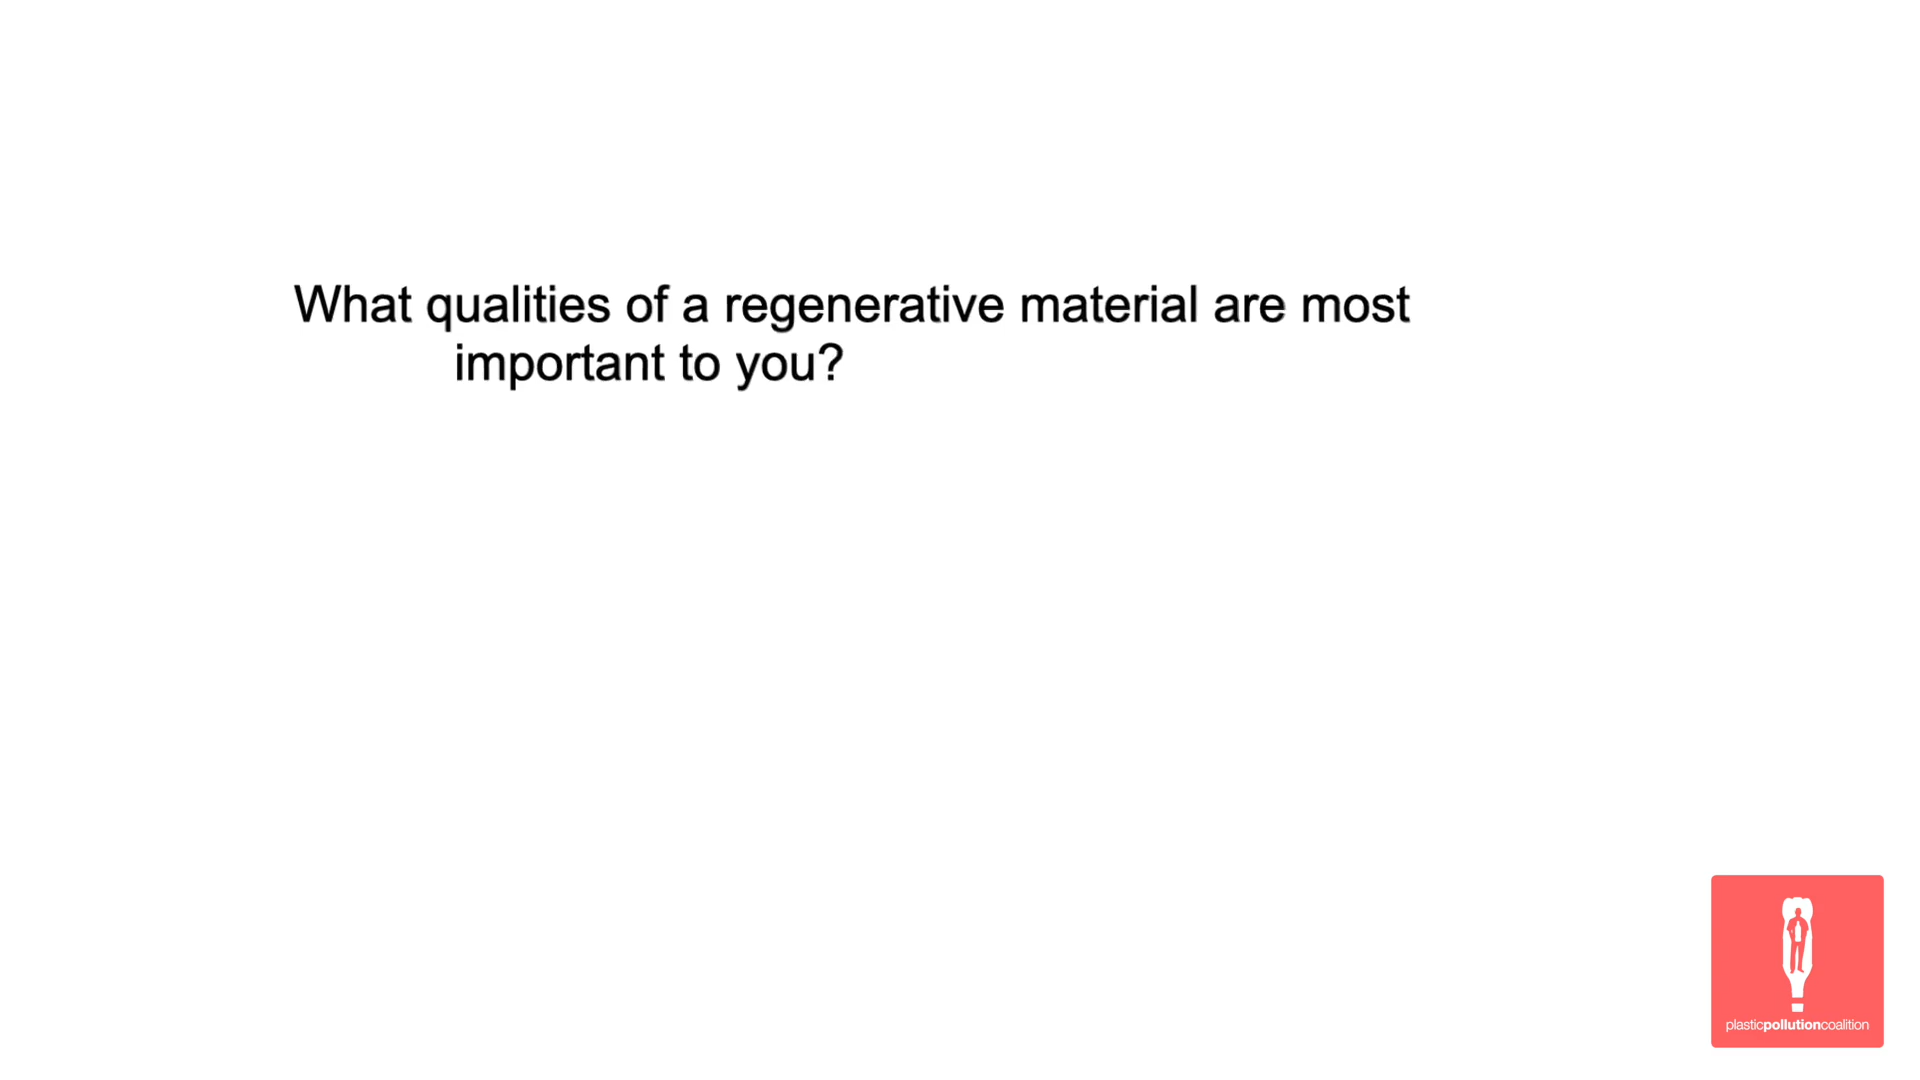 What qualities of a regenerative material are most
important to you?
plasticpollutioncoalition